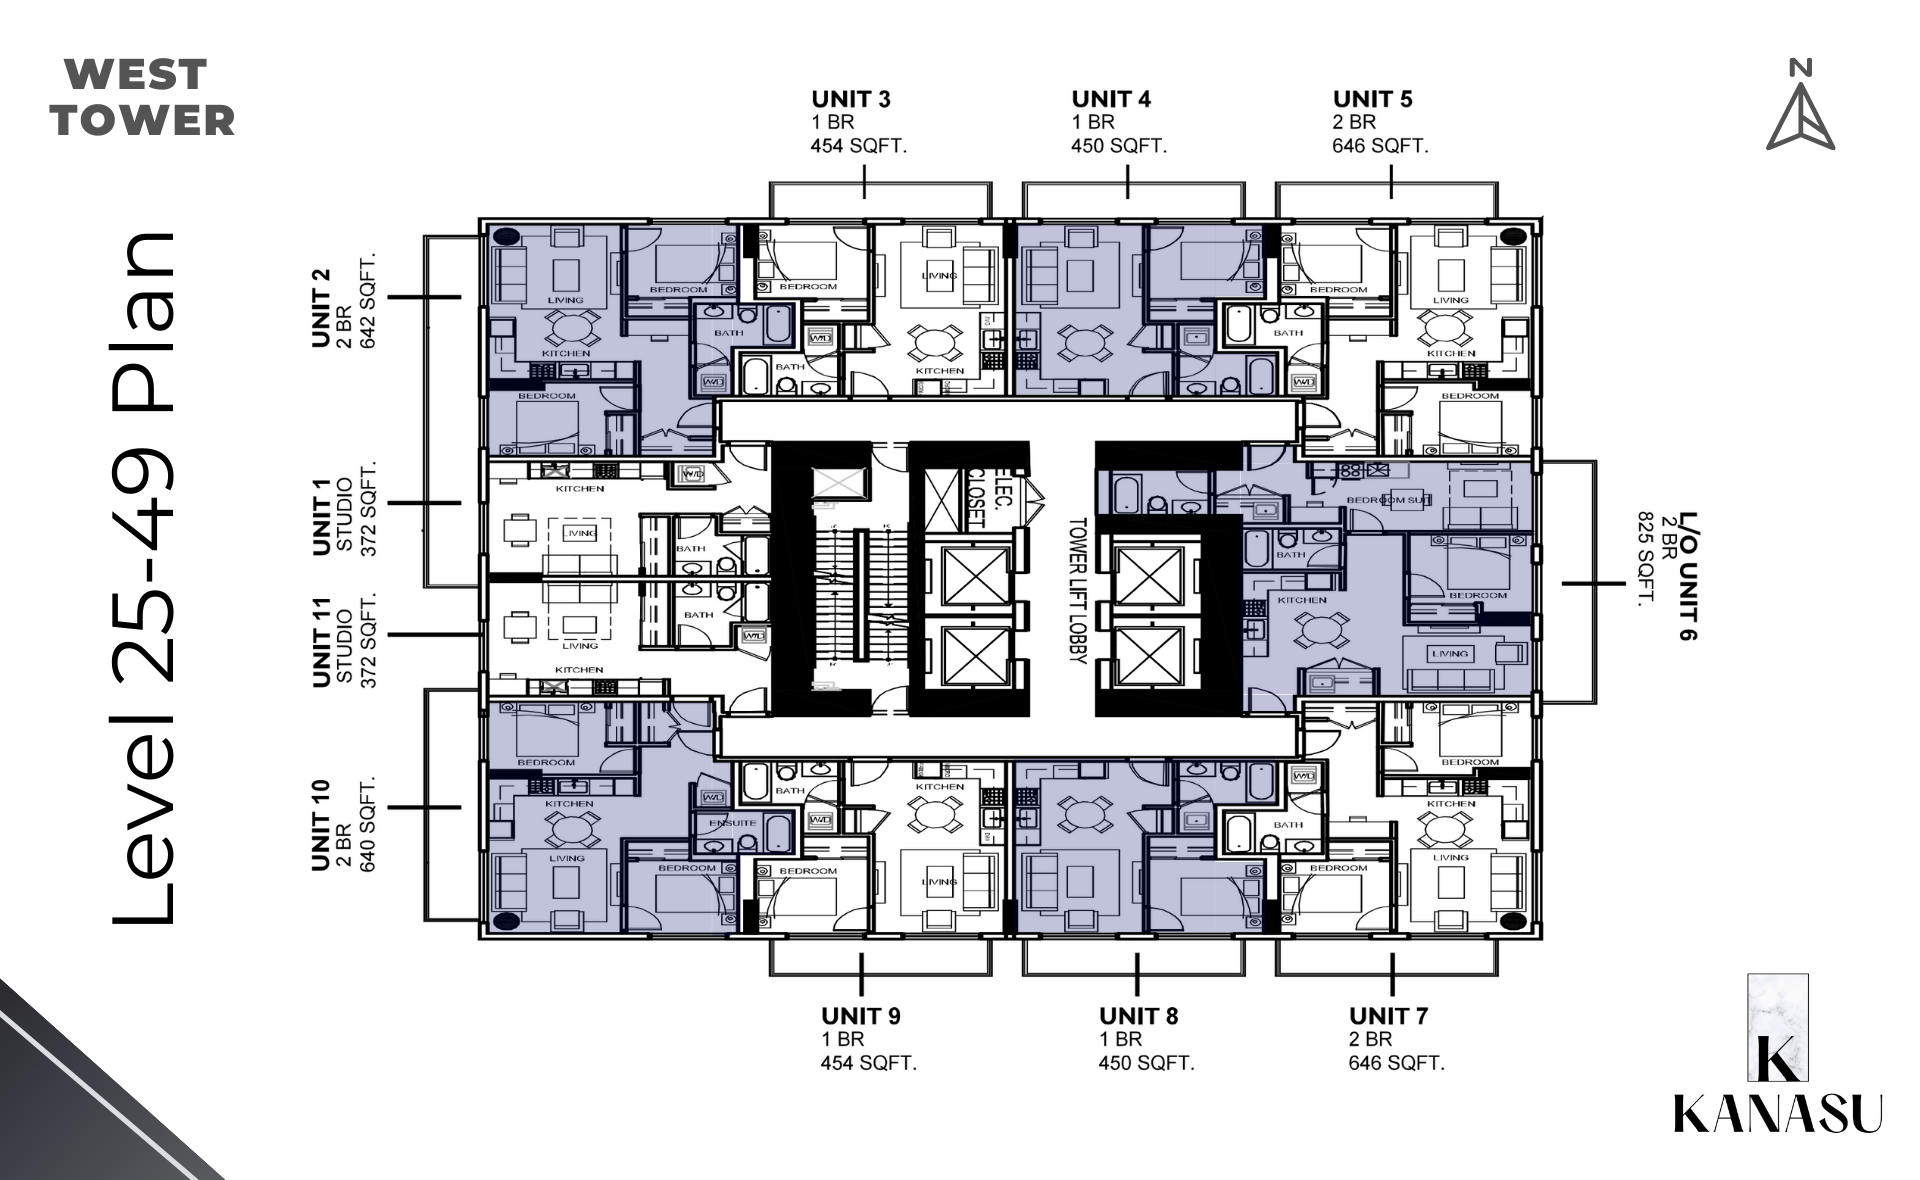 WEST
TOWER
N
Level 25-49 Plan
UNIT 3
1 BR
454 SQFT.
UNIT 4
1 BR
450 SQFT.
UNIT 5
2 BR
646 SQFT.
UNIT 2
2 BR
642 SQFT.
UNIT 1
STUDIO
372 SQFT.
UNIT 11
STUDIO
372 SQFT.
UNIT 10
2 BR
640 SQFT.
L/O UNIT 6
2 BR
825 SQFT.
LIVING
BEDROOM
BATH
KITCHEN
BEDROOM
W/D
BEDROOM
LIVING
W/D
BATH
KITCHEN
BEDROOM
LIVING
BATH
KITCHEN
W/D
BEDROOM
KITCHEN
W/D
LIVING
BATH
LIVING
BATH
W/D
KITCHEN
ELEC.
CLOSET
TOWER LIFT LOBBY
BEDROOM SUIT
BATH
BEDROOM
KITCHEN
LIVING
BEDROOM
KITCHEN
W/D
ENSUITE
LIVING
BEDROOM
BATH
W/D
KITCHEN
BEDROOM
LIVING
BEDROOM
W/D
KITCHEN
BATH
LIVING
BEDROOM
UNIT 9
1 BR
454 SQFT.
UNIT 8
1 BR
450 SQFT.
UNIT 7
2 BR
646 SQFT.
K
KANASU